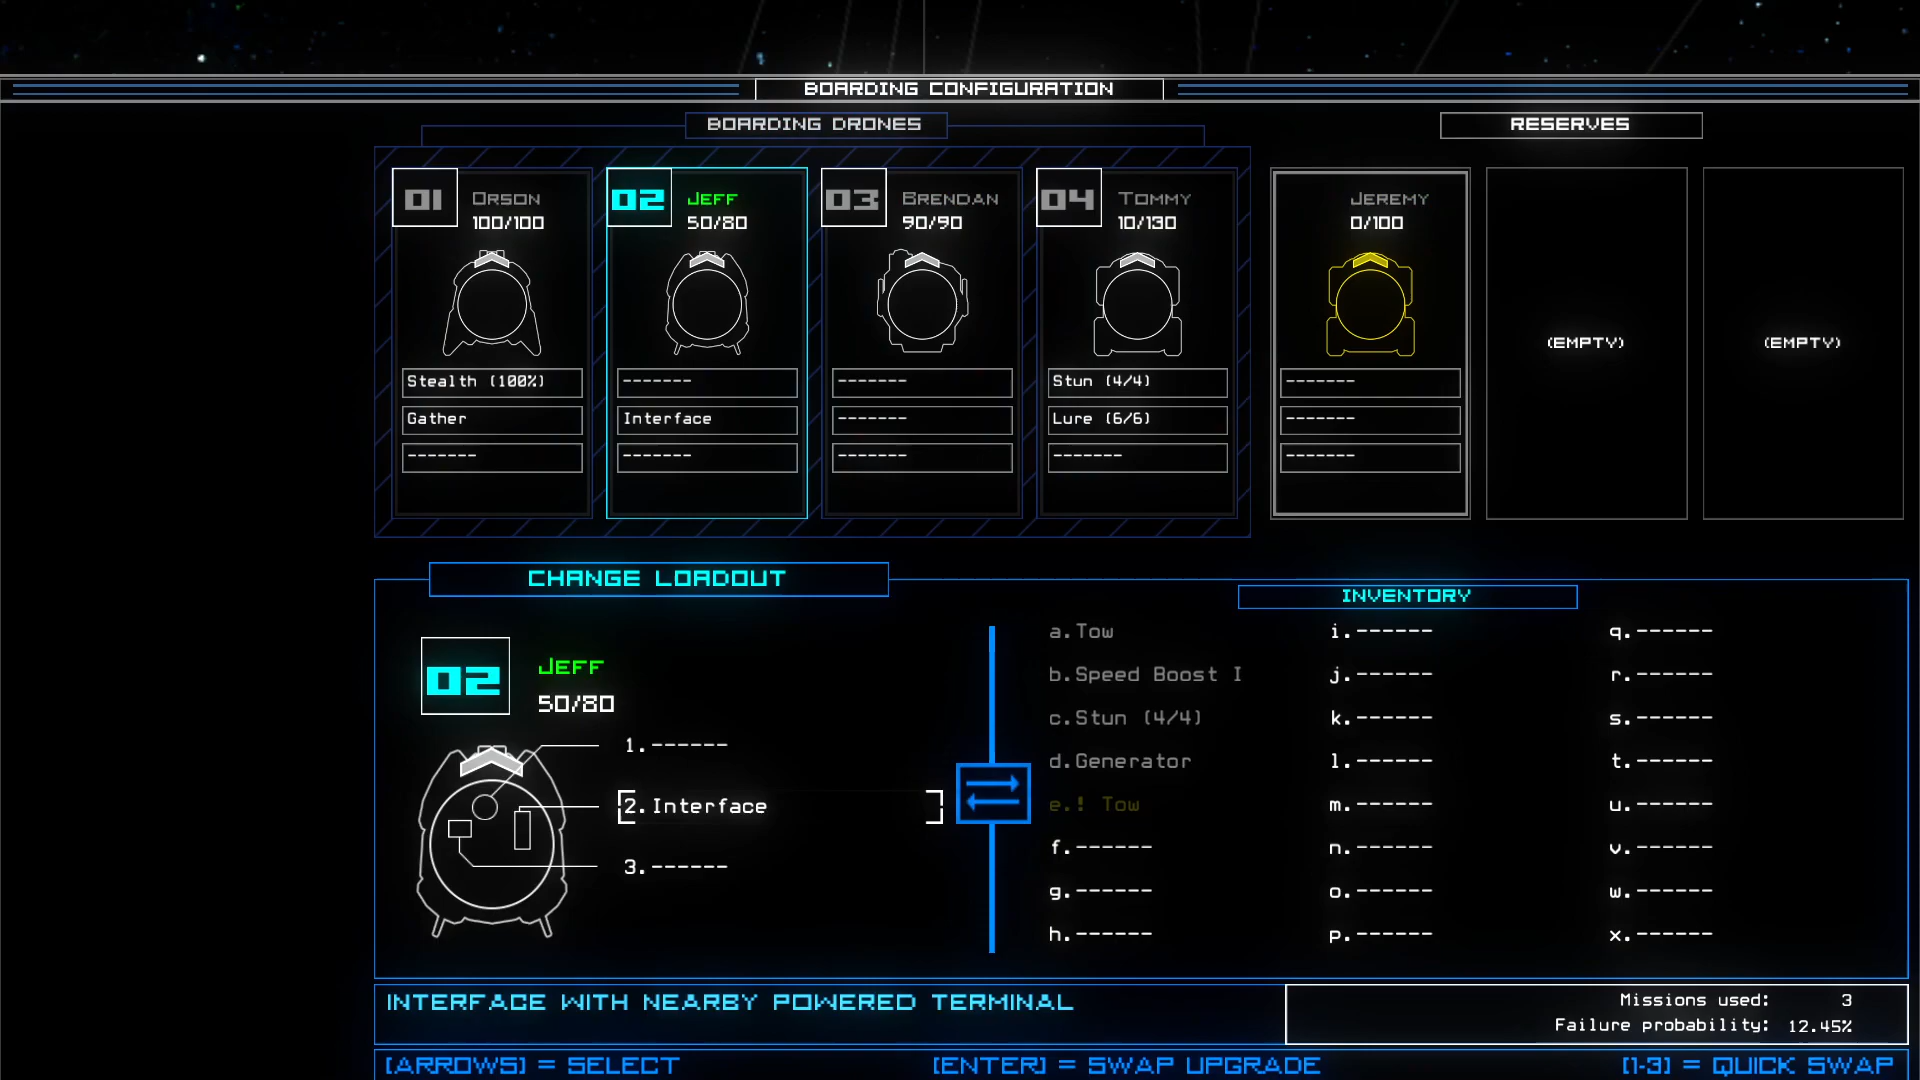 BOARDING CONFIGURATION
BOARDING DRONES
RESERVES
01 Orson
100/100
Stealth (100%)
Gather
-------
02 Jeff
50/80
-------
Interface
-------
03 Brendan
90/90
-------
-------
-------
04 Tommy
10/130
Stun (4/4)
Lure (6/6)
-------
Jeremy
0/100
-------
-------
-------
(EMPTY)
(EMPTY)
CHANGE LOADOUT
02 Jeff
50/80
1.------
2.Interface
3.------
INVENTORY
a.Tow
b.Speed Boost I
c.Stun (4/4)
d.Generator
e.! Tow
f.------
g.------
h.------
i.------
j.------
k.------
l.------
m.------
n.------
o.------
p.------
q.------
r.------
s.------
t.------
u.------
v.------
w.------
x.------
INTERFACE WITH NEARBY POWERED TERMINAL
Missions used: 3
Failure probability: 12.45%
[ARROWS] = SELECT
[ENTER] = SWAP UPGRADE
[1-3] = QUICK SWAP